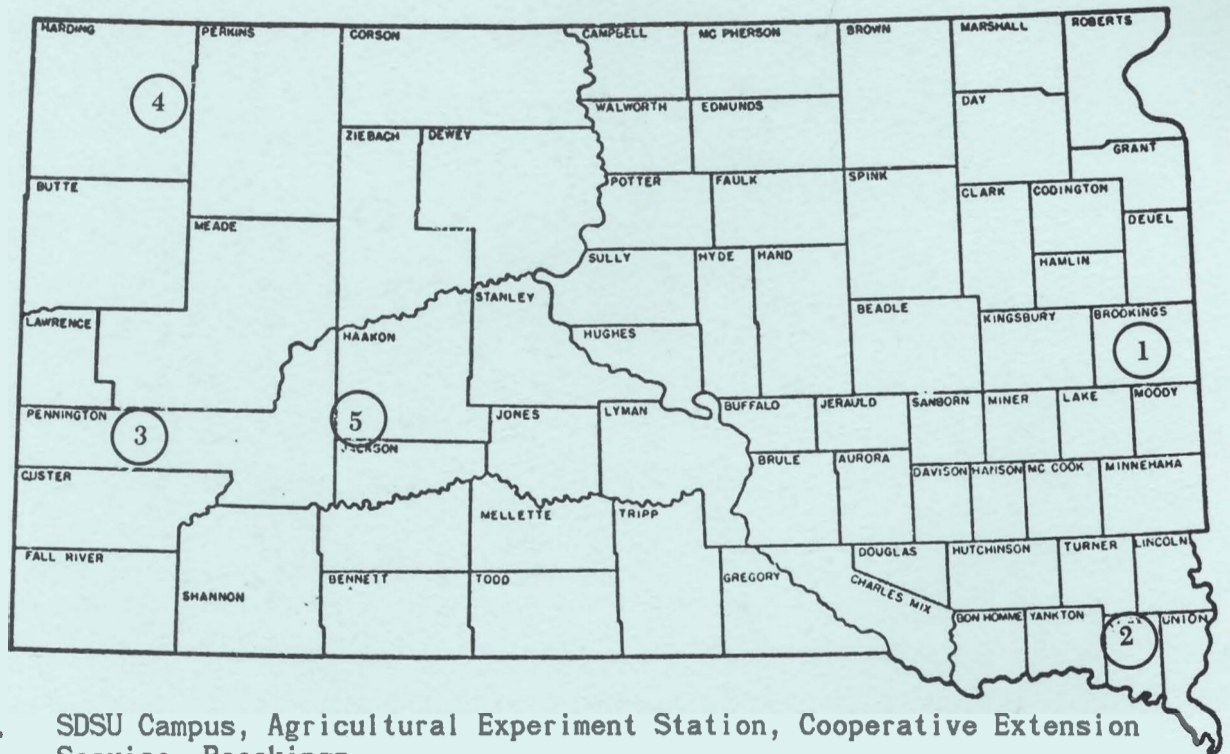 HARDING PERKINS CORSON CAMPBELL MC PHERSON BROWN MARSHALL ROBERTS
4
WALWORTH EDMUNDS DAY
ZIEBACH DEWEY
GRANT
BUTTE POTTER FAULK SPINK CLARK CODINGTON
DEUEL
MEADE
SULLY HYDE HAND HAMLIN
STANLEY
LAWRENCE HAAKON HUGHES BEADLE KINGSBURY BROOKINGS
1
PENNINGTON 3 5 JONES LYMAN BUFFALO JERAULD SANBORN MINER LAKE MOODY
JACKSON
CUSTER BRULE AURORA DAVISON HANSON MC COOK MINNEHAHA
MELLETTE TRIPP
FALL RIVER DOUGLAS HUTCHINSON TURNER LINCOLN
SHANNON BENNETT TODD GREGORY CHARLES MIX
BON HOMME YANKTON 2 UNION
SDSU Campus, Agricultural Experiment Station, Cooperative Extension